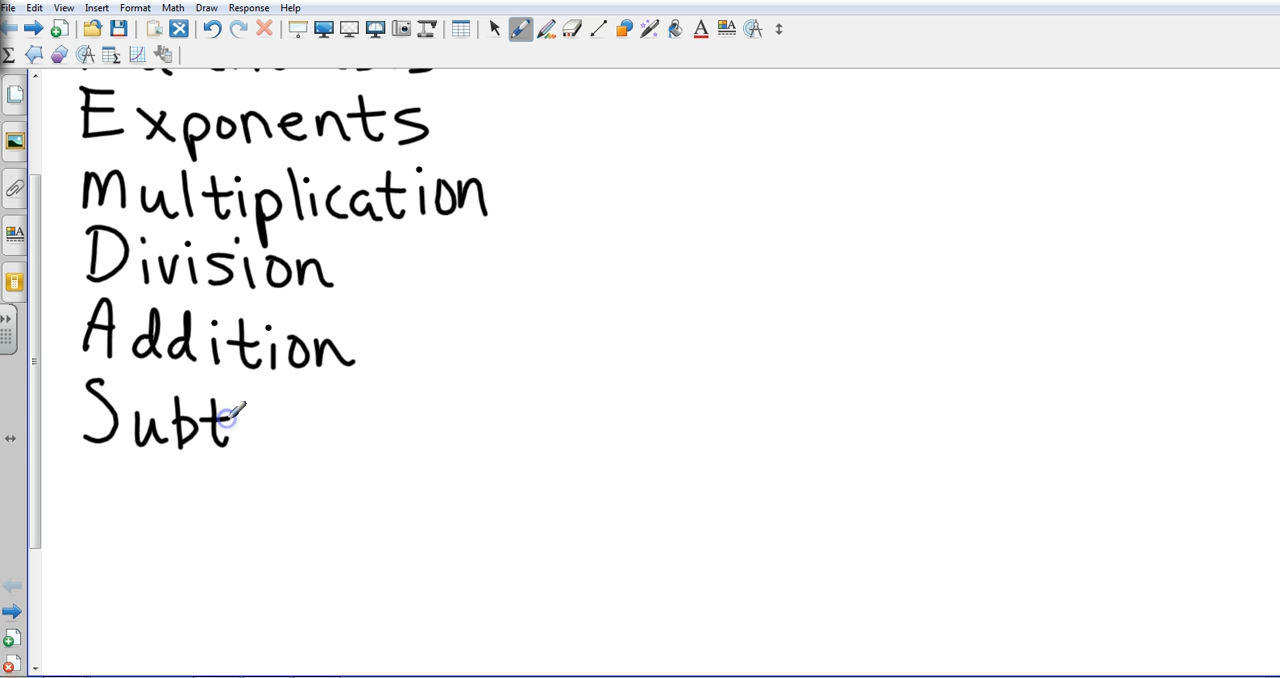 File Edit View Insert Format Math Draw Response Help
Exponents
Multiplication
Division
Addition
Subt